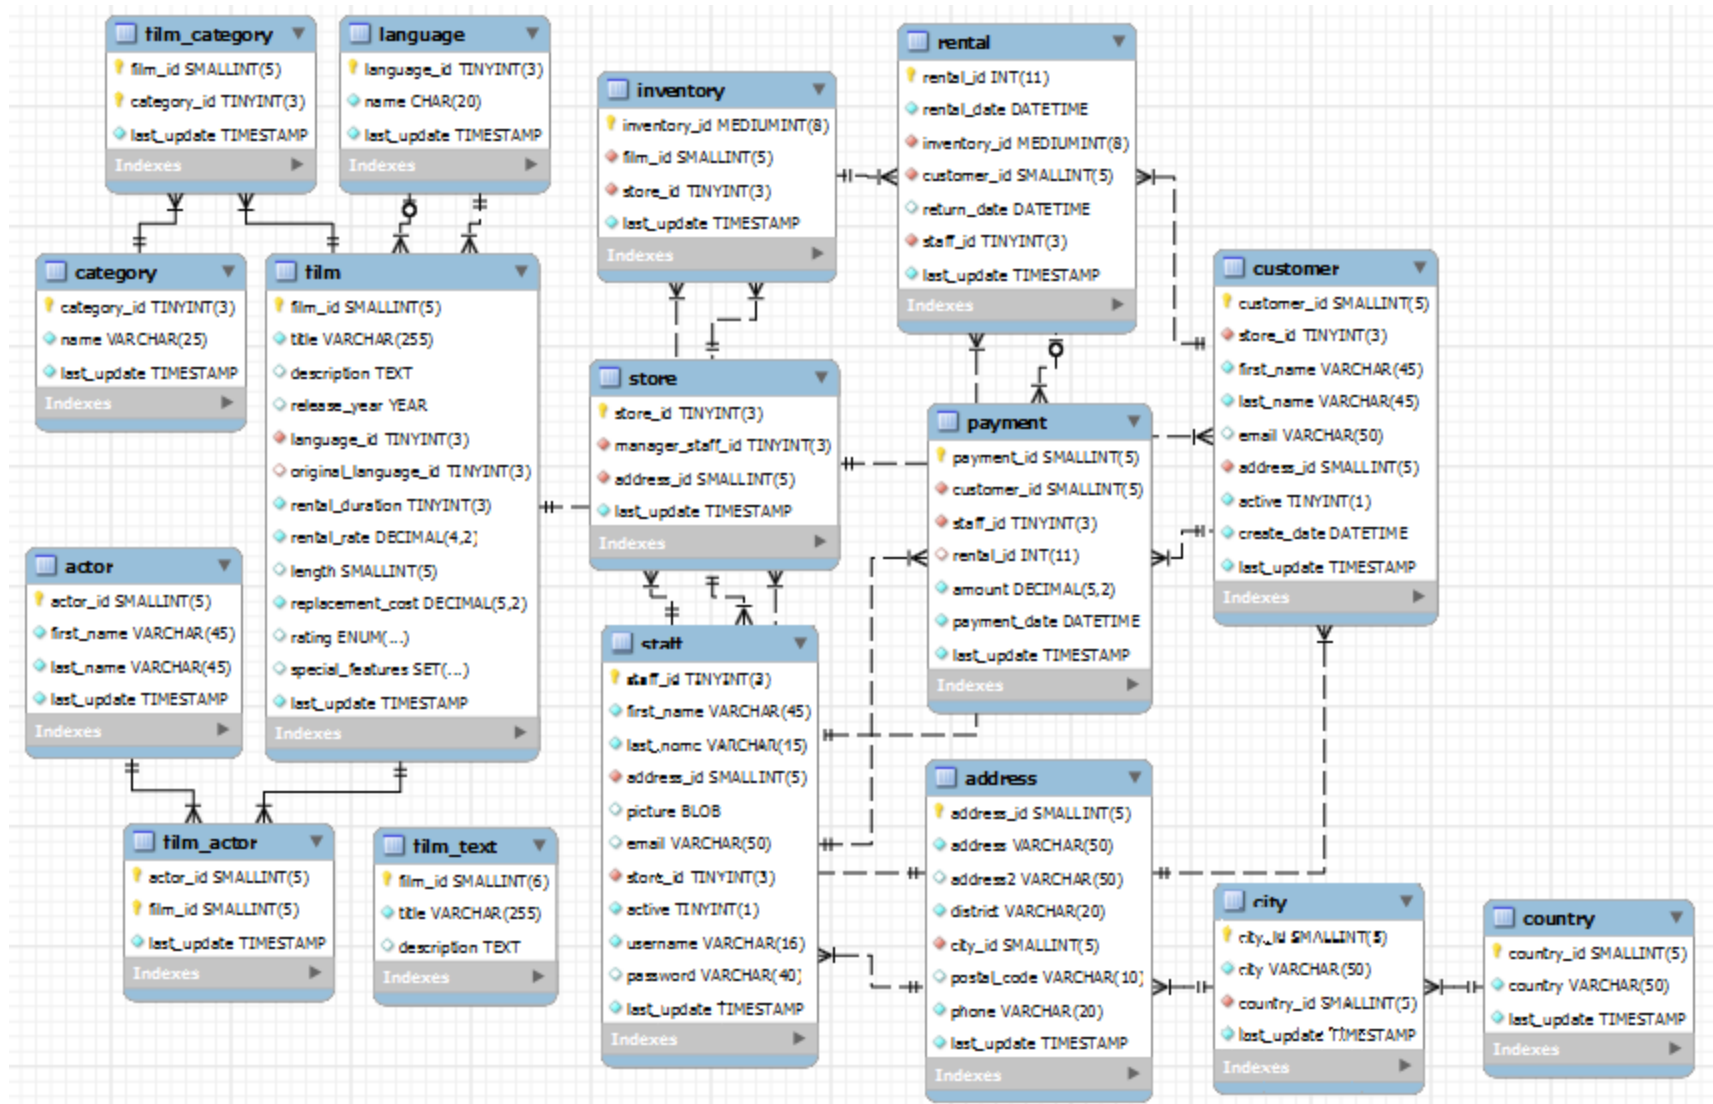 film_category
film_id SMALLINT(5)
category_id TINYINT(3)
last_update TIMESTAMP
Indexes
language
language_id TINYINT(3)
name CHAR(20)
last_update TIMESTAMP
Indexes
inventory
inventory_id MEDIUMINT(8)
film_id SMALLINT(5)
store_id TINYINT(3)
last_update TIMESTAMP
Indexes
rental
rental_id INT(11)
rental_date DATETIME
inventory_id MEDIUMINT(8)
customer_id SMALLINT(5)
return_date DATETIME
staff_id TINYINT(3)
last_update TIMESTAMP
Indexes
category
category_id TINYINT(3)
name VARCHAR(25)
last_update TIMESTAMP
Indexes
film
film_id SMALLINT(5)
title VARCHAR(255)
description TEXT
release_year YEAR
language_id TINYINT(3)
original_language_id TINYINT(3)
rental_duration TINYINT(3)
rental_rate DECIMAL(4,2)
length SMALLINT(5)
replacement_cost DECIMAL(5,2)
rating ENUM(...)
special_features SET(...)
last_update TIMESTAMP
Indexes
store
store_id TINYINT(3)
manager_staff_id TINYINT(3)
address_id SMALLINT(5)
last_update TIMESTAMP
Indexes
customer
customer_id SMALLINT(5)
store_id TINYINT(3)
first_name VARCHAR(45)
last_name VARCHAR(45)
email VARCHAR(50)
address_id SMALLINT(5)
active TINYINT(1)
create_date DATETIME
last_update TIMESTAMP
Indexes
payment
payment_id SMALLINT(5)
customer_id SMALLINT(5)
staff_id TINYINT(3)
rental_id INT(11)
amount DECIMAL(5,2)
payment_date DATETIME
last_update TIMESTAMP
Indexes
actor
actor_id SMALLINT(5)
first_name VARCHAR(45)
last_name VARCHAR(45)
last_update TIMESTAMP
Indexes
staff
staff_id TINYINT(3)
first_name VARCHAR(45)
last_name VARCHAR(45)
address_id SMALLINT(5)
picture BLOB
email VARCHAR(50)
store_id TINYINT(3)
active TINYINT(1)
username VARCHAR(16)
password VARCHAR(40)
last_update TIMESTAMP
Indexes
address
address_id SMALLINT(5)
address VARCHAR(50)
address2 VARCHAR(50)
district VARCHAR(20)
city_id SMALLINT(5)
postal_code VARCHAR(10)
phone VARCHAR(20)
last_update TIMESTAMP
Indexes
film_actor
actor_id SMALLINT(5)
film_id SMALLINT(5)
last_update TIMESTAMP
Indexes
film_text
film_id SMALLINT(6)
title VARCHAR(255)
description TEXT
Indexes
city
city_id SMALLINT(5)
city VARCHAR(50)
country_id SMALLINT(5)
last_update TIMESTAMP
Indexes
country
country_id SMALLINT(5)
country VARCHAR(50)
last_update TIMESTAMP
Indexes